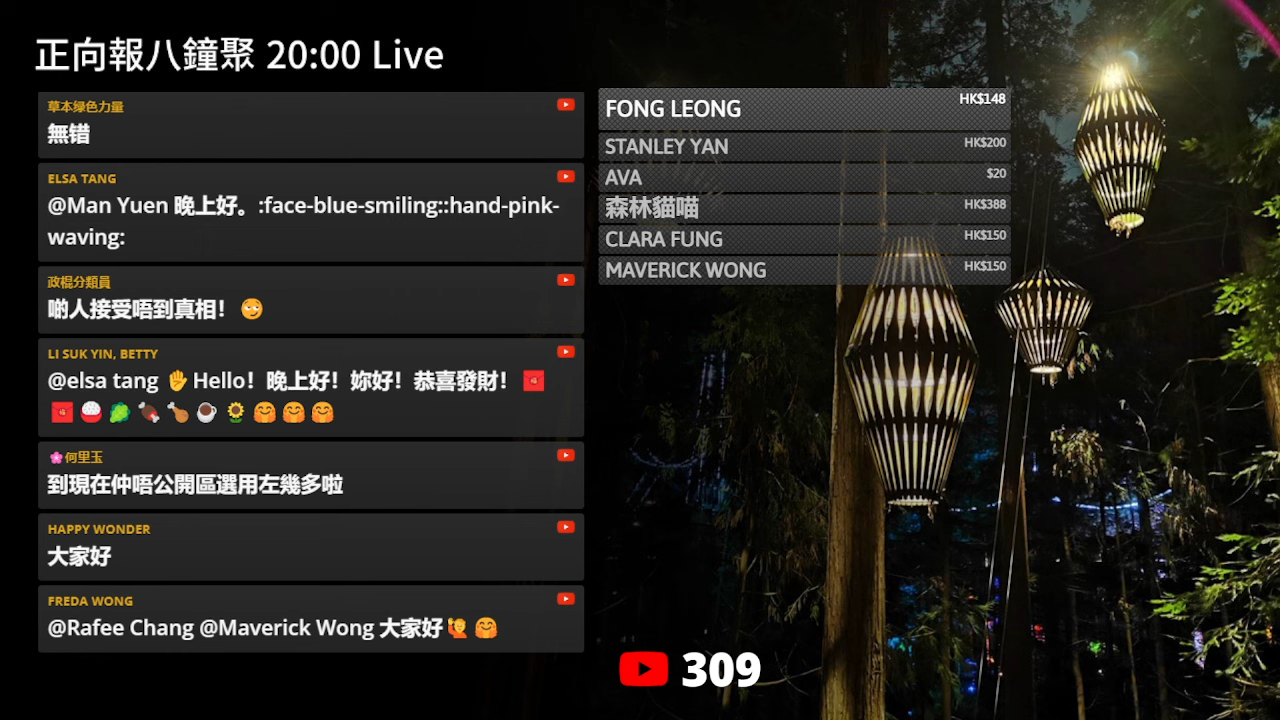 正向報八鐘聚 20:00 Live
草本绿色力量
無错
ELSA TANG
@Man Yuen 晚上好。:face-blue-smiling::hand-pink-
waving:
政棍分類員
啲人接受唔到真相！ 🙄
LI SUK YIN, BETTY
@elsa tang ✋Hello！晚上好！妳好！恭喜發財！ 🧧
🧧🍚🥬🍖🍗☕🌻🤗🤗🤗
🌸何里玉
到現在仲唔公開區選用左幾多啦
HAPPY WONDER
大家好
FREDA WONG
@Rafee Chang @Maverick Wong 大家好🙋🤗
FONG LEONG HK$148
STANLEY YAN HK$200
AVA $20
森林貓喵 HK$388
CLARA FUNG HK$150
MAVERICK WONG HK$150
309